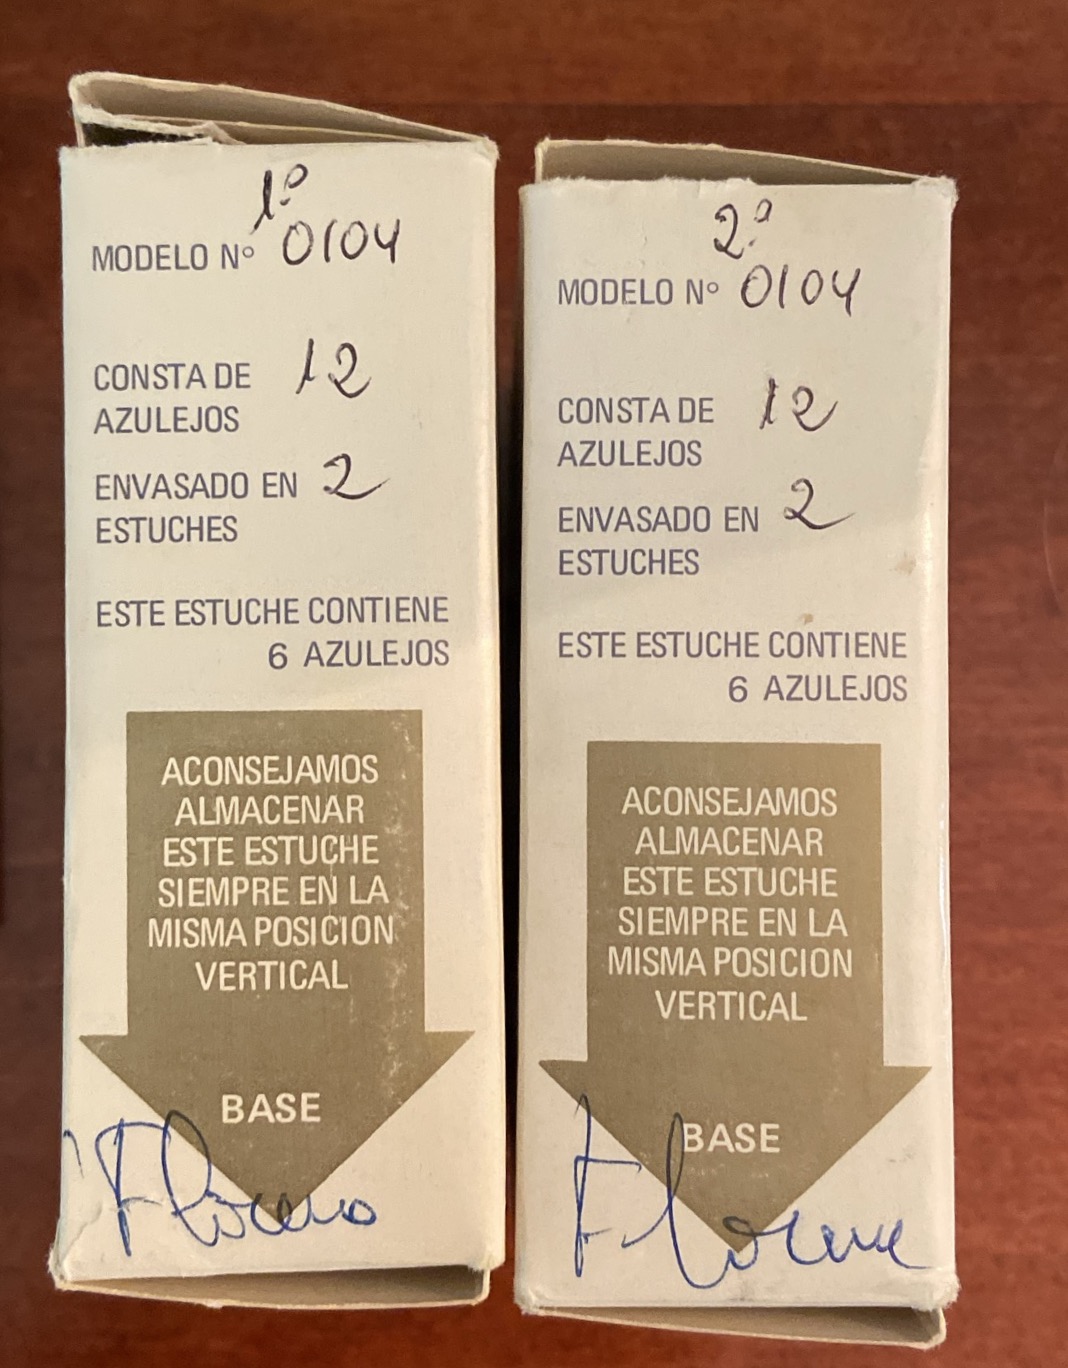 1º
MODELO Nº 0104
CONSTA DE 12
AZULEJOS
ENVASADO EN 2
ESTUCHES
ESTE ESTUCHE CONTIENE
6 AZULEJOS
ACONSEJAMOS
ALMACENAR
ESTE ESTUCHE
SIEMPRE EN LA
MISMA POSICION
VERTICAL
BASE
Florero
2º
MODELO Nº 0104
CONSTA DE 12
AZULEJOS
ENVASADO EN 2
ESTUCHES
ESTE ESTUCHE CONTIENE
6 AZULEJOS
ACONSEJAMOS
ALMACENAR
ESTE ESTUCHE
SIEMPRE EN LA
MISMA POSICION
VERTICAL
BASE